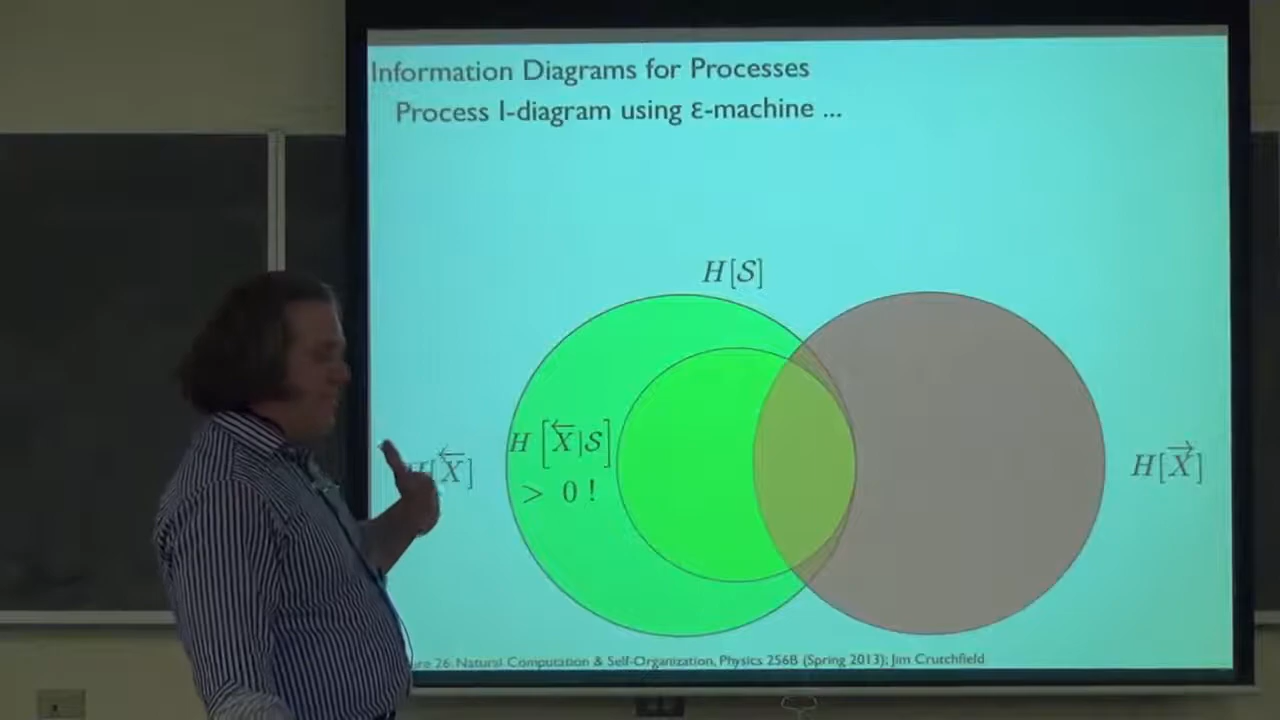 Information Diagrams for Processes
Process I-diagram using ε-machine ...
H[𝒮]
H[X⃖|𝒮]
> 0 !
H[X⃖]
H[X⃗]
26: Natural Computation & Self-Organization, Physics 256B (Spring 2013); Jim Crutchfield